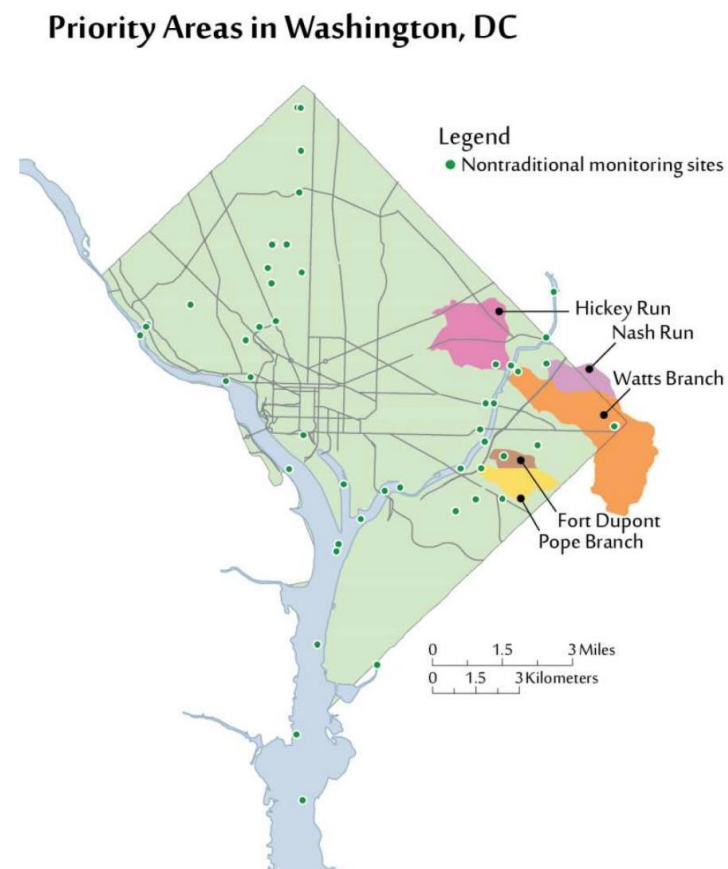 Priority Areas in Washington, DC
Legend
Nontraditional monitoring sites
Hickey Run
Nash Run
Watts Branch
Fort Dupont
Pope Branch
0 1.5 3 Miles
0 1.5 3 Kilometers